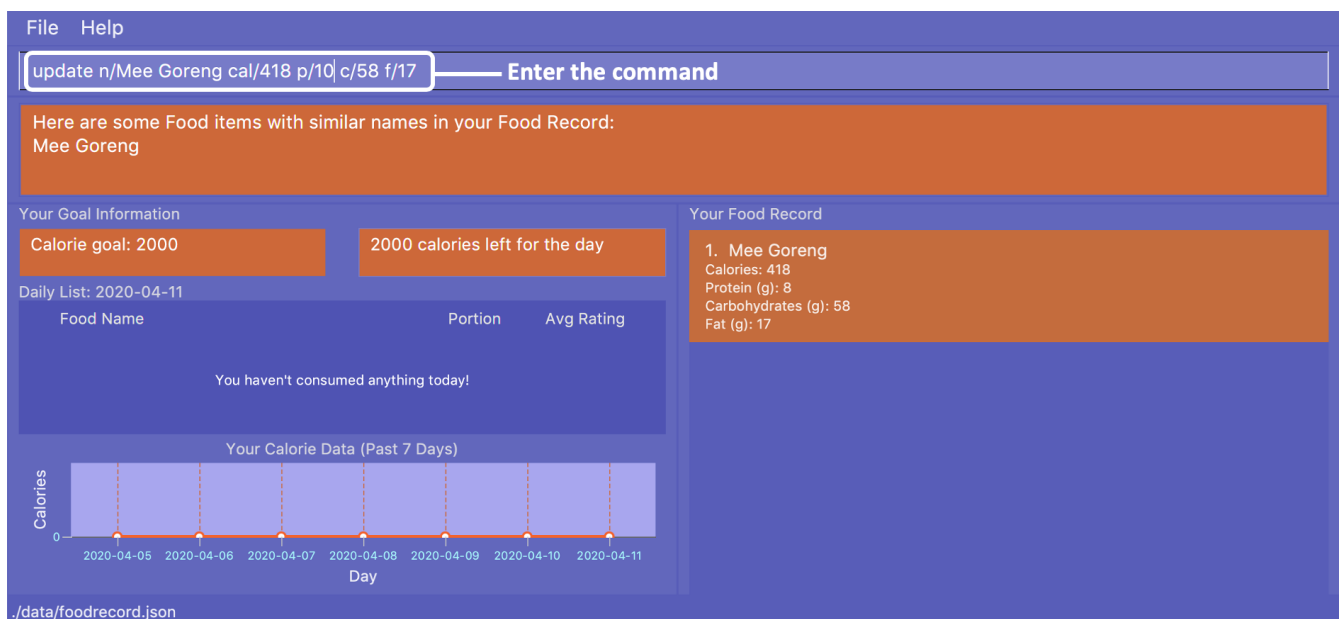 File Help
update n/Mee Goreng cal/418 p/10 c/58 f/17
Enter the command
Here are some Food items with similar names in your Food Record:
Mee Goreng
Your Goal Information
Calorie goal: 2000
2000 calories left for the day
Daily List: 2020-04-11
Food Name Portion Avg Rating
You haven't consumed anything today!
Your Calorie Data (Past 7 Days)
Calories
0
2020-04-05 2020-04-06 2020-04-07 2020-04-08 2020-04-09 2020-04-10 2020-04-11
Day
Your Food Record
1. Mee Goreng
Calories: 418
Protein (g): 8
Carbohydrates (g): 58
Fat (g): 17
./data/foodrecord.json